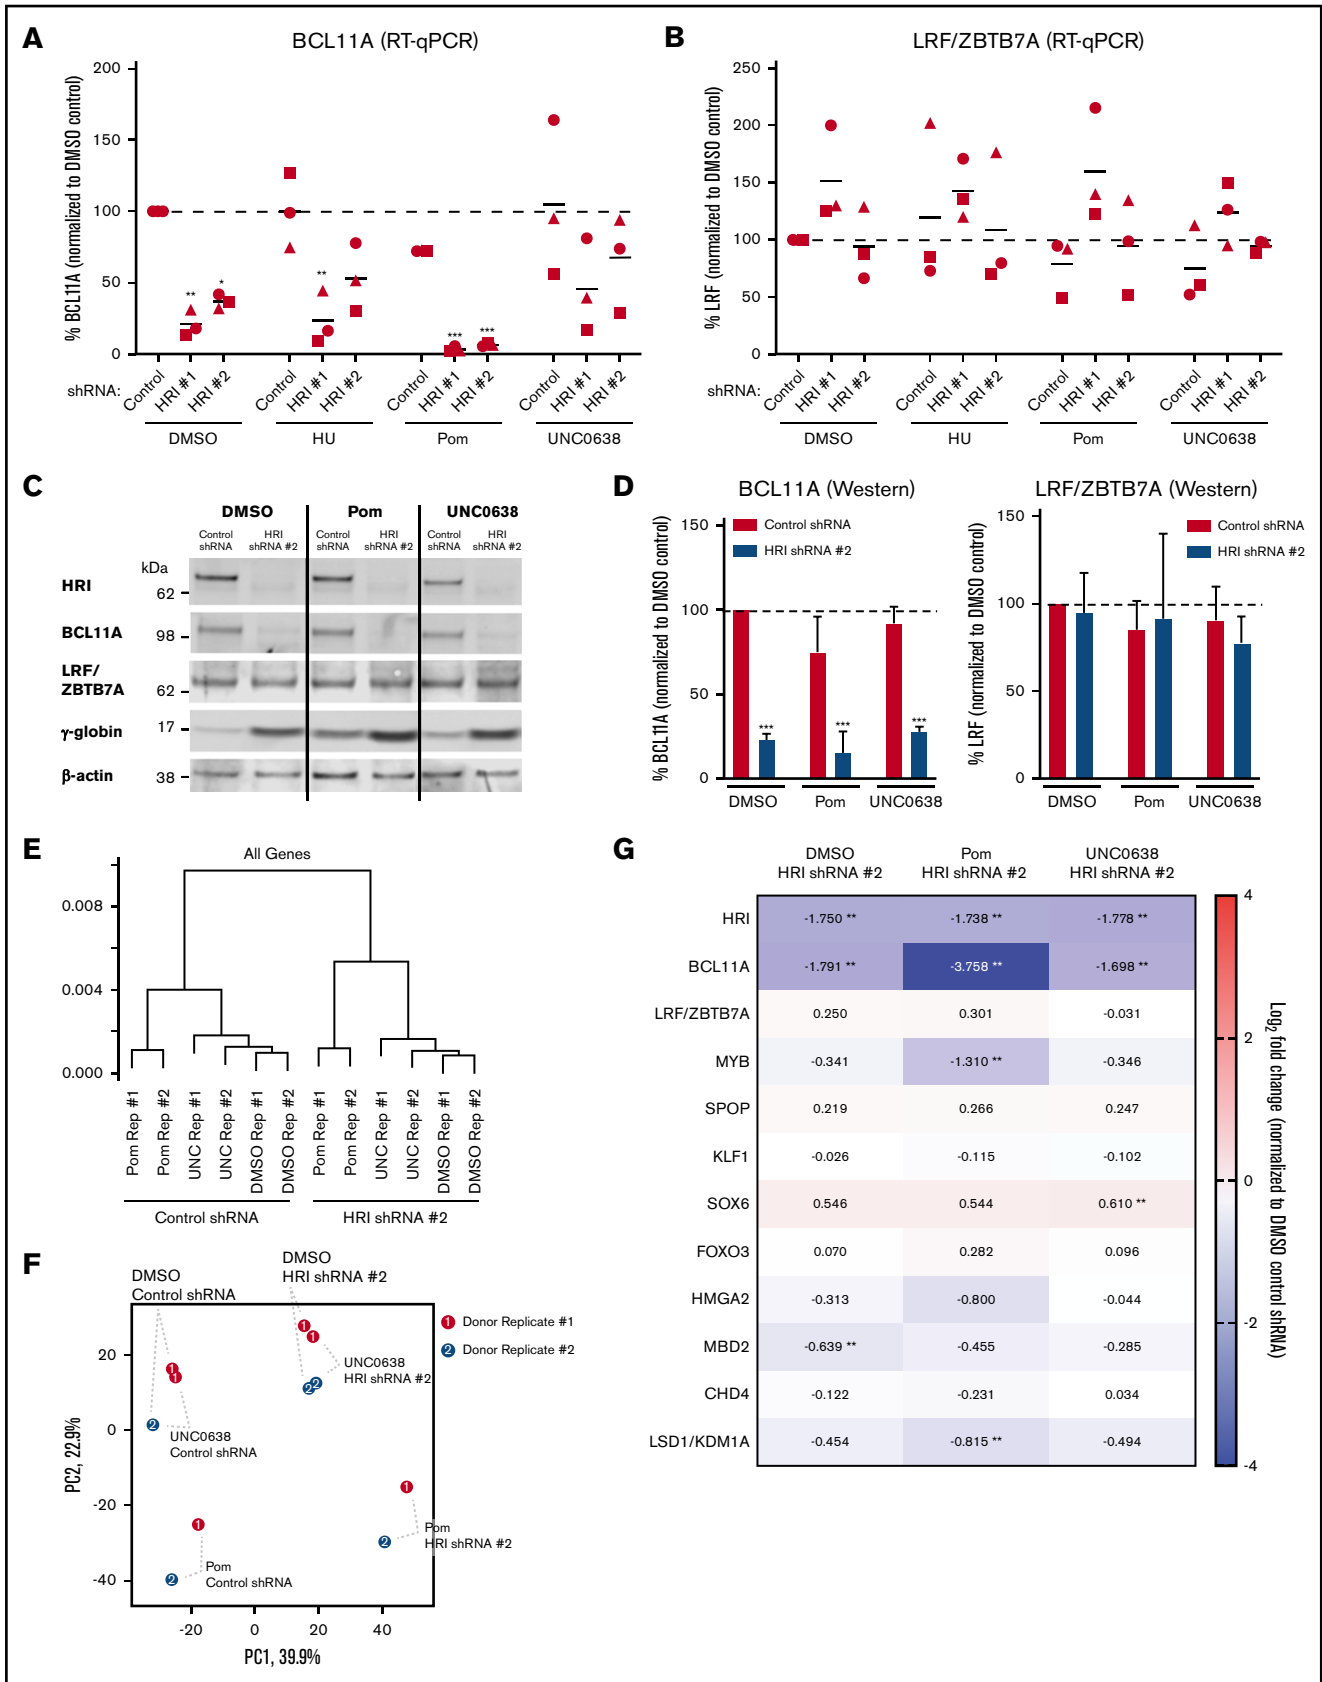 A
BCL11A (RT-qPCR)
% BCL11A (normalized to DMSO control)
200
150
100
50
0
** * ** *** ***
shRNA:
Control HRI #1 HRI #2 Control HRI #1 HRI #2 Control HRI #1 HRI #2 Control HRI #1 HRI #2
DMSO HU Pom UNC0638
B
LRF/ZBTB7A (RT-qPCR)
% LRF (normalized to DMSO control)
250
200
150
100
50
0
shRNA:
Control HRI #1 HRI #2 Control HRI #1 HRI #2 Control HRI #1 HRI #2 Control HRI #1 HRI #2
DMSO HU Pom UNC0638
C
DMSO Pom UNC0638
Control shRNA HRI shRNA #2 Control shRNA HRI shRNA #2 Control shRNA HRI shRNA #2
kDa
HRI 62
BCL11A 98
LRF/
ZBTB7A 62
γ-globin 17
β-actin 38
D
BCL11A (Western)
% BCL11A (normalized to DMSO control)
150
100
50
0
Control shRNA
HRI shRNA #2
*** *** ***
DMSO Pom UNC0638
LRF/ZBTB7A (Western)
% LRF (normalized to DMSO control)
150
100
50
0
Control shRNA
HRI shRNA #2
DMSO Pom UNC0638
E
All Genes
0.008
0.004
0.000
Pom Rep #1
Pom Rep #2
UNC Rep #1
UNC Rep #2
DMSO Rep #1
DMSO Rep #2
Pom Rep #1
Pom Rep #2
UNC Rep #1
UNC Rep #2
DMSO Rep #1
DMSO Rep #2
Control shRNA HRI shRNA #2
F
DMSO
Control shRNA
DMSO
HRI shRNA #2
1 Donor Replicate #1
2 Donor Replicate #2
1
1
2
UNC0638
Control shRNA
1
1
2
2
UNC0638
HRI shRNA #2
1
2
Pom
Control shRNA
1
2
Pom
HRI shRNA #2
PC2, 22.9%
20
0
-20
-40
-20 0 20 40
PC1, 39.9%
G
DMSO
HRI shRNA #2
Pom
HRI shRNA #2
UNC0638
HRI shRNA #2
HRI -1.750 ** -1.738 ** -1.778 **
BCL11A -1.791 ** -3.758 ** -1.698 **
LRF/ZBTB7A 0.250 0.301 -0.031
MYB -0.341 -1.310 ** -0.346
SPOP 0.219 0.266 0.247
KLF1 -0.026 -0.115 -0.102
SOX6 0.546 0.544 0.610 **
FOXO3 0.070 0.282 0.096
HMGA2 -0.313 -0.800 -0.044
MBD2 -0.639 ** -0.455 -0.285
CHD4 -0.122 -0.231 0.034
LSD1/KDM1A -0.454 -0.815 ** -0.494
4
2
0
-2
-4
Log2 fold change (normalized to DMSO control shRNA)